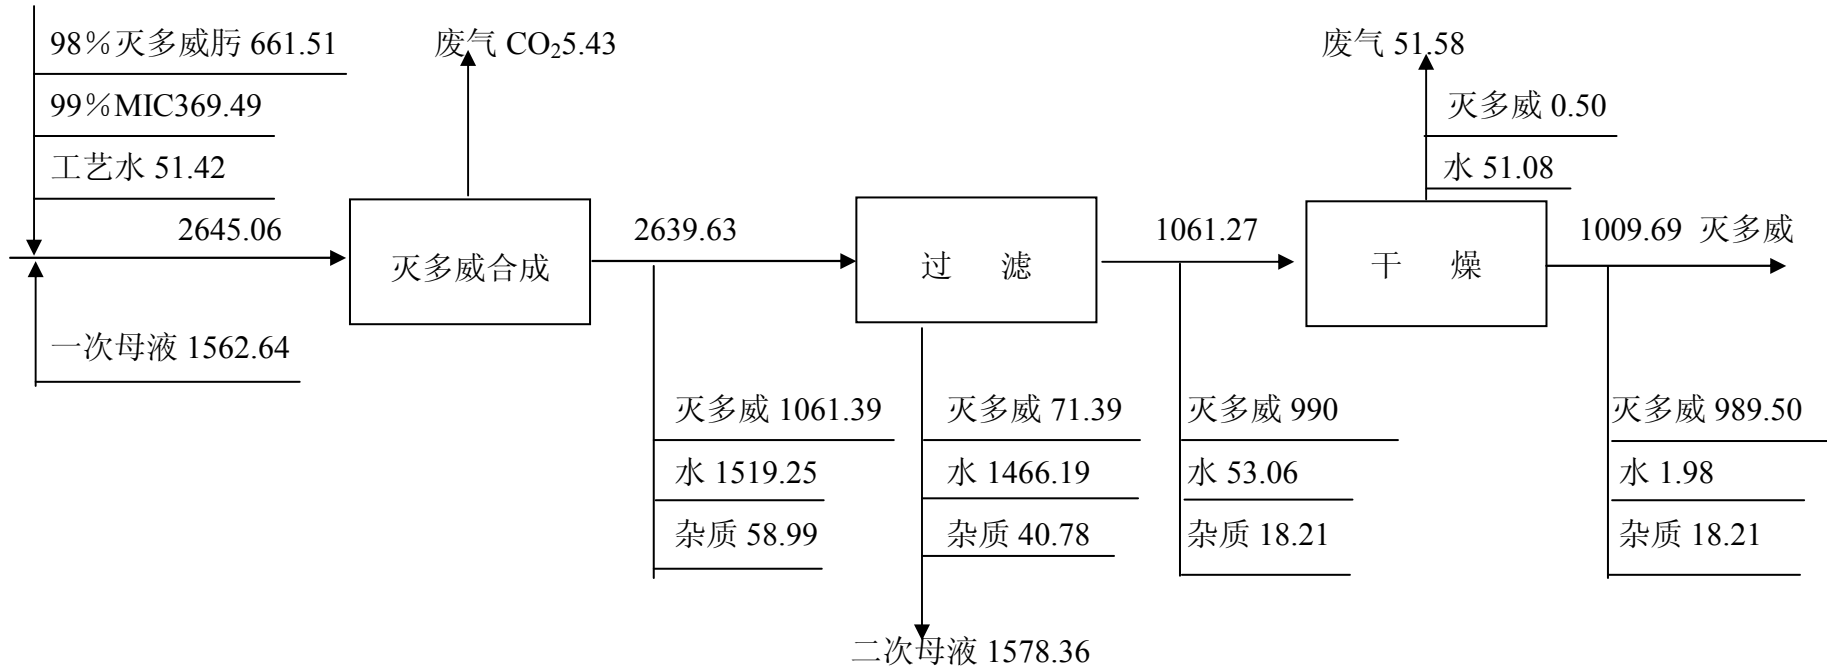 98％灭多威肟 661.51
99％MIC369.49
工艺水 51.42
2645.06
一次母液 1562.64
废气 CO₂5.43
灭多威合成
2639.63
灭多威 1061.39
水 1519.25
杂质 58.99
过 滤
灭多威 71.39
水 1466.19
杂质 40.78
二次母液 1578.36
1061.27
灭多威 990
水 53.06
杂质 18.21
废气 51.58
灭多威 0.50
水 51.08
干 燥
1009.69 灭多威
灭多威 989.50
水 1.98
杂质 18.21